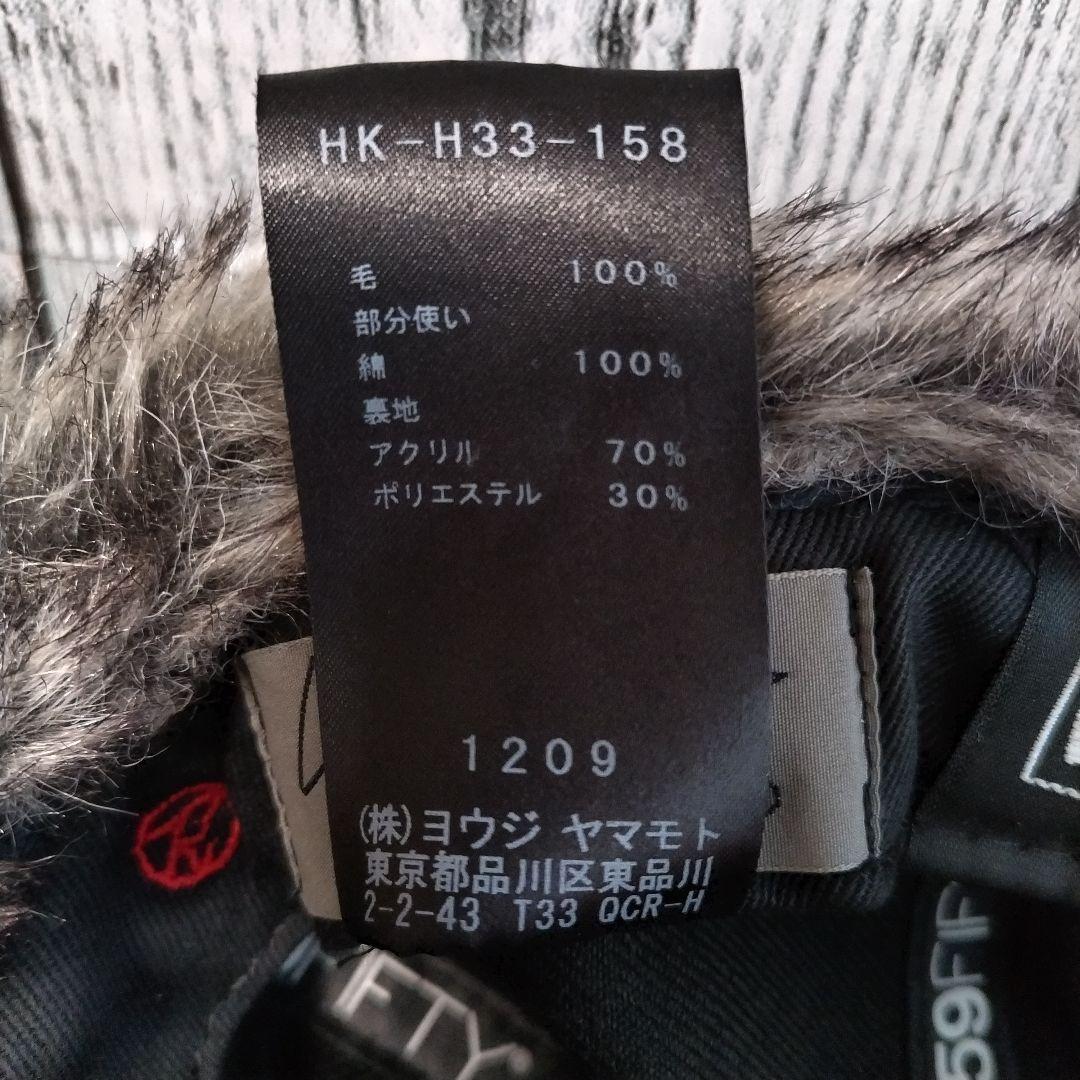 HK-H33-158
毛 100%
部分使い
綿 100%
裏地
アクリル 70%
ポリエステル 30%
1209
(株)ヨウジ ヤマモト
東京都品川区東品川
2-2-43 T33 QCR-H
FTY
59FIF